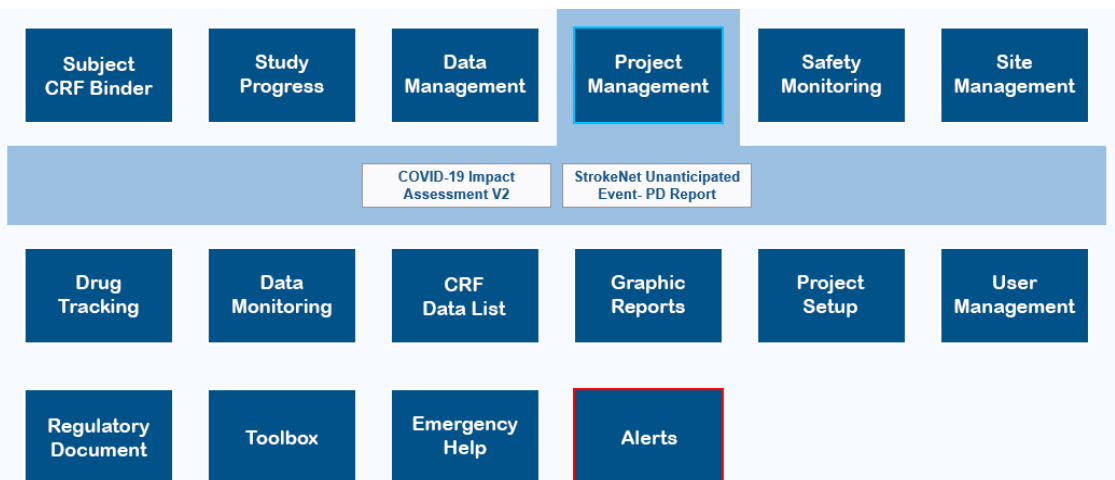 Subject
CRF Binder
Study
Progress
Data
Management
Project
Management
Safety
Monitoring
Site
Management
COVID-19 Impact
Assessment V2
StrokeNet Unanticipated
Event- PD Report
Drug
Tracking
Data
Monitoring
CRF
Data List
Graphic
Reports
Project
Setup
User
Management
Regulatory
Document
Toolbox
Emergency
Help
Alerts